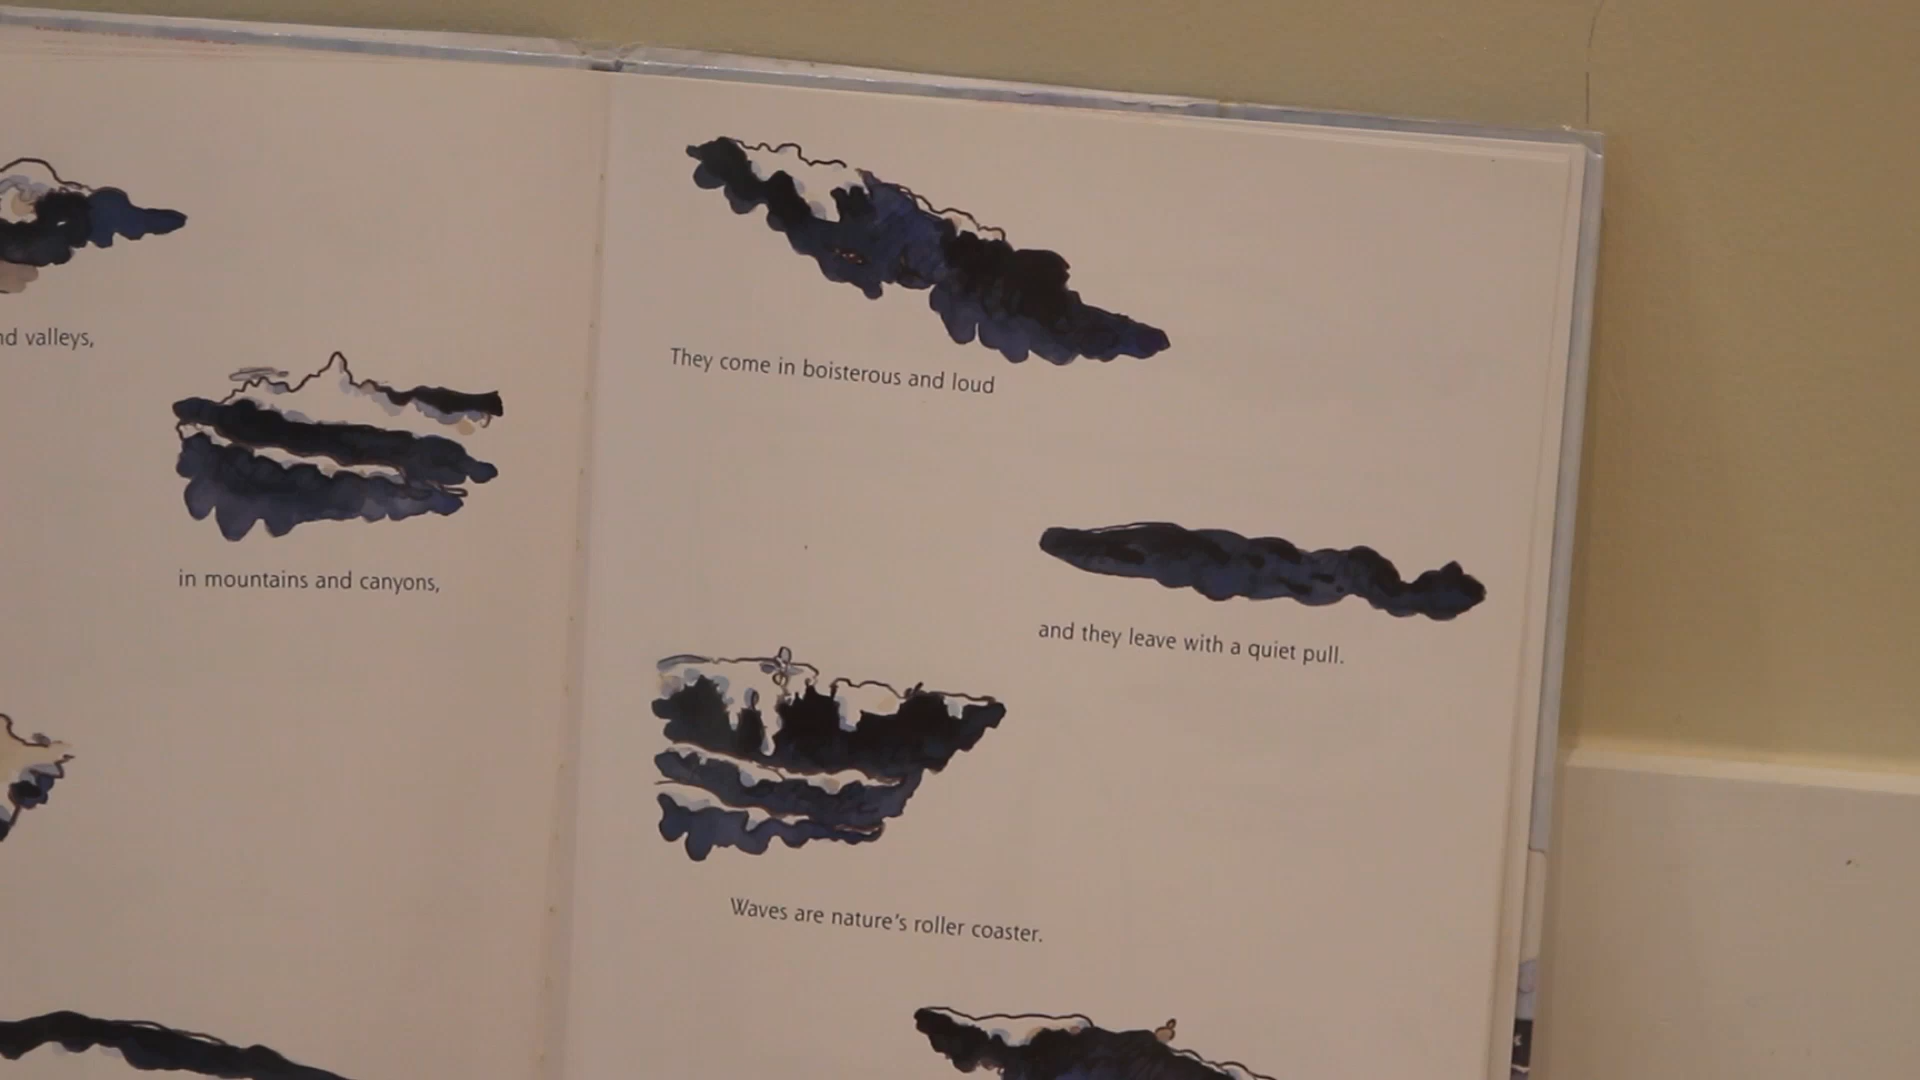 valleys,
in mountains and canyons,
They come in boisterous and loud
and they leave with a quiet pull.
Waves are nature's roller coaster.